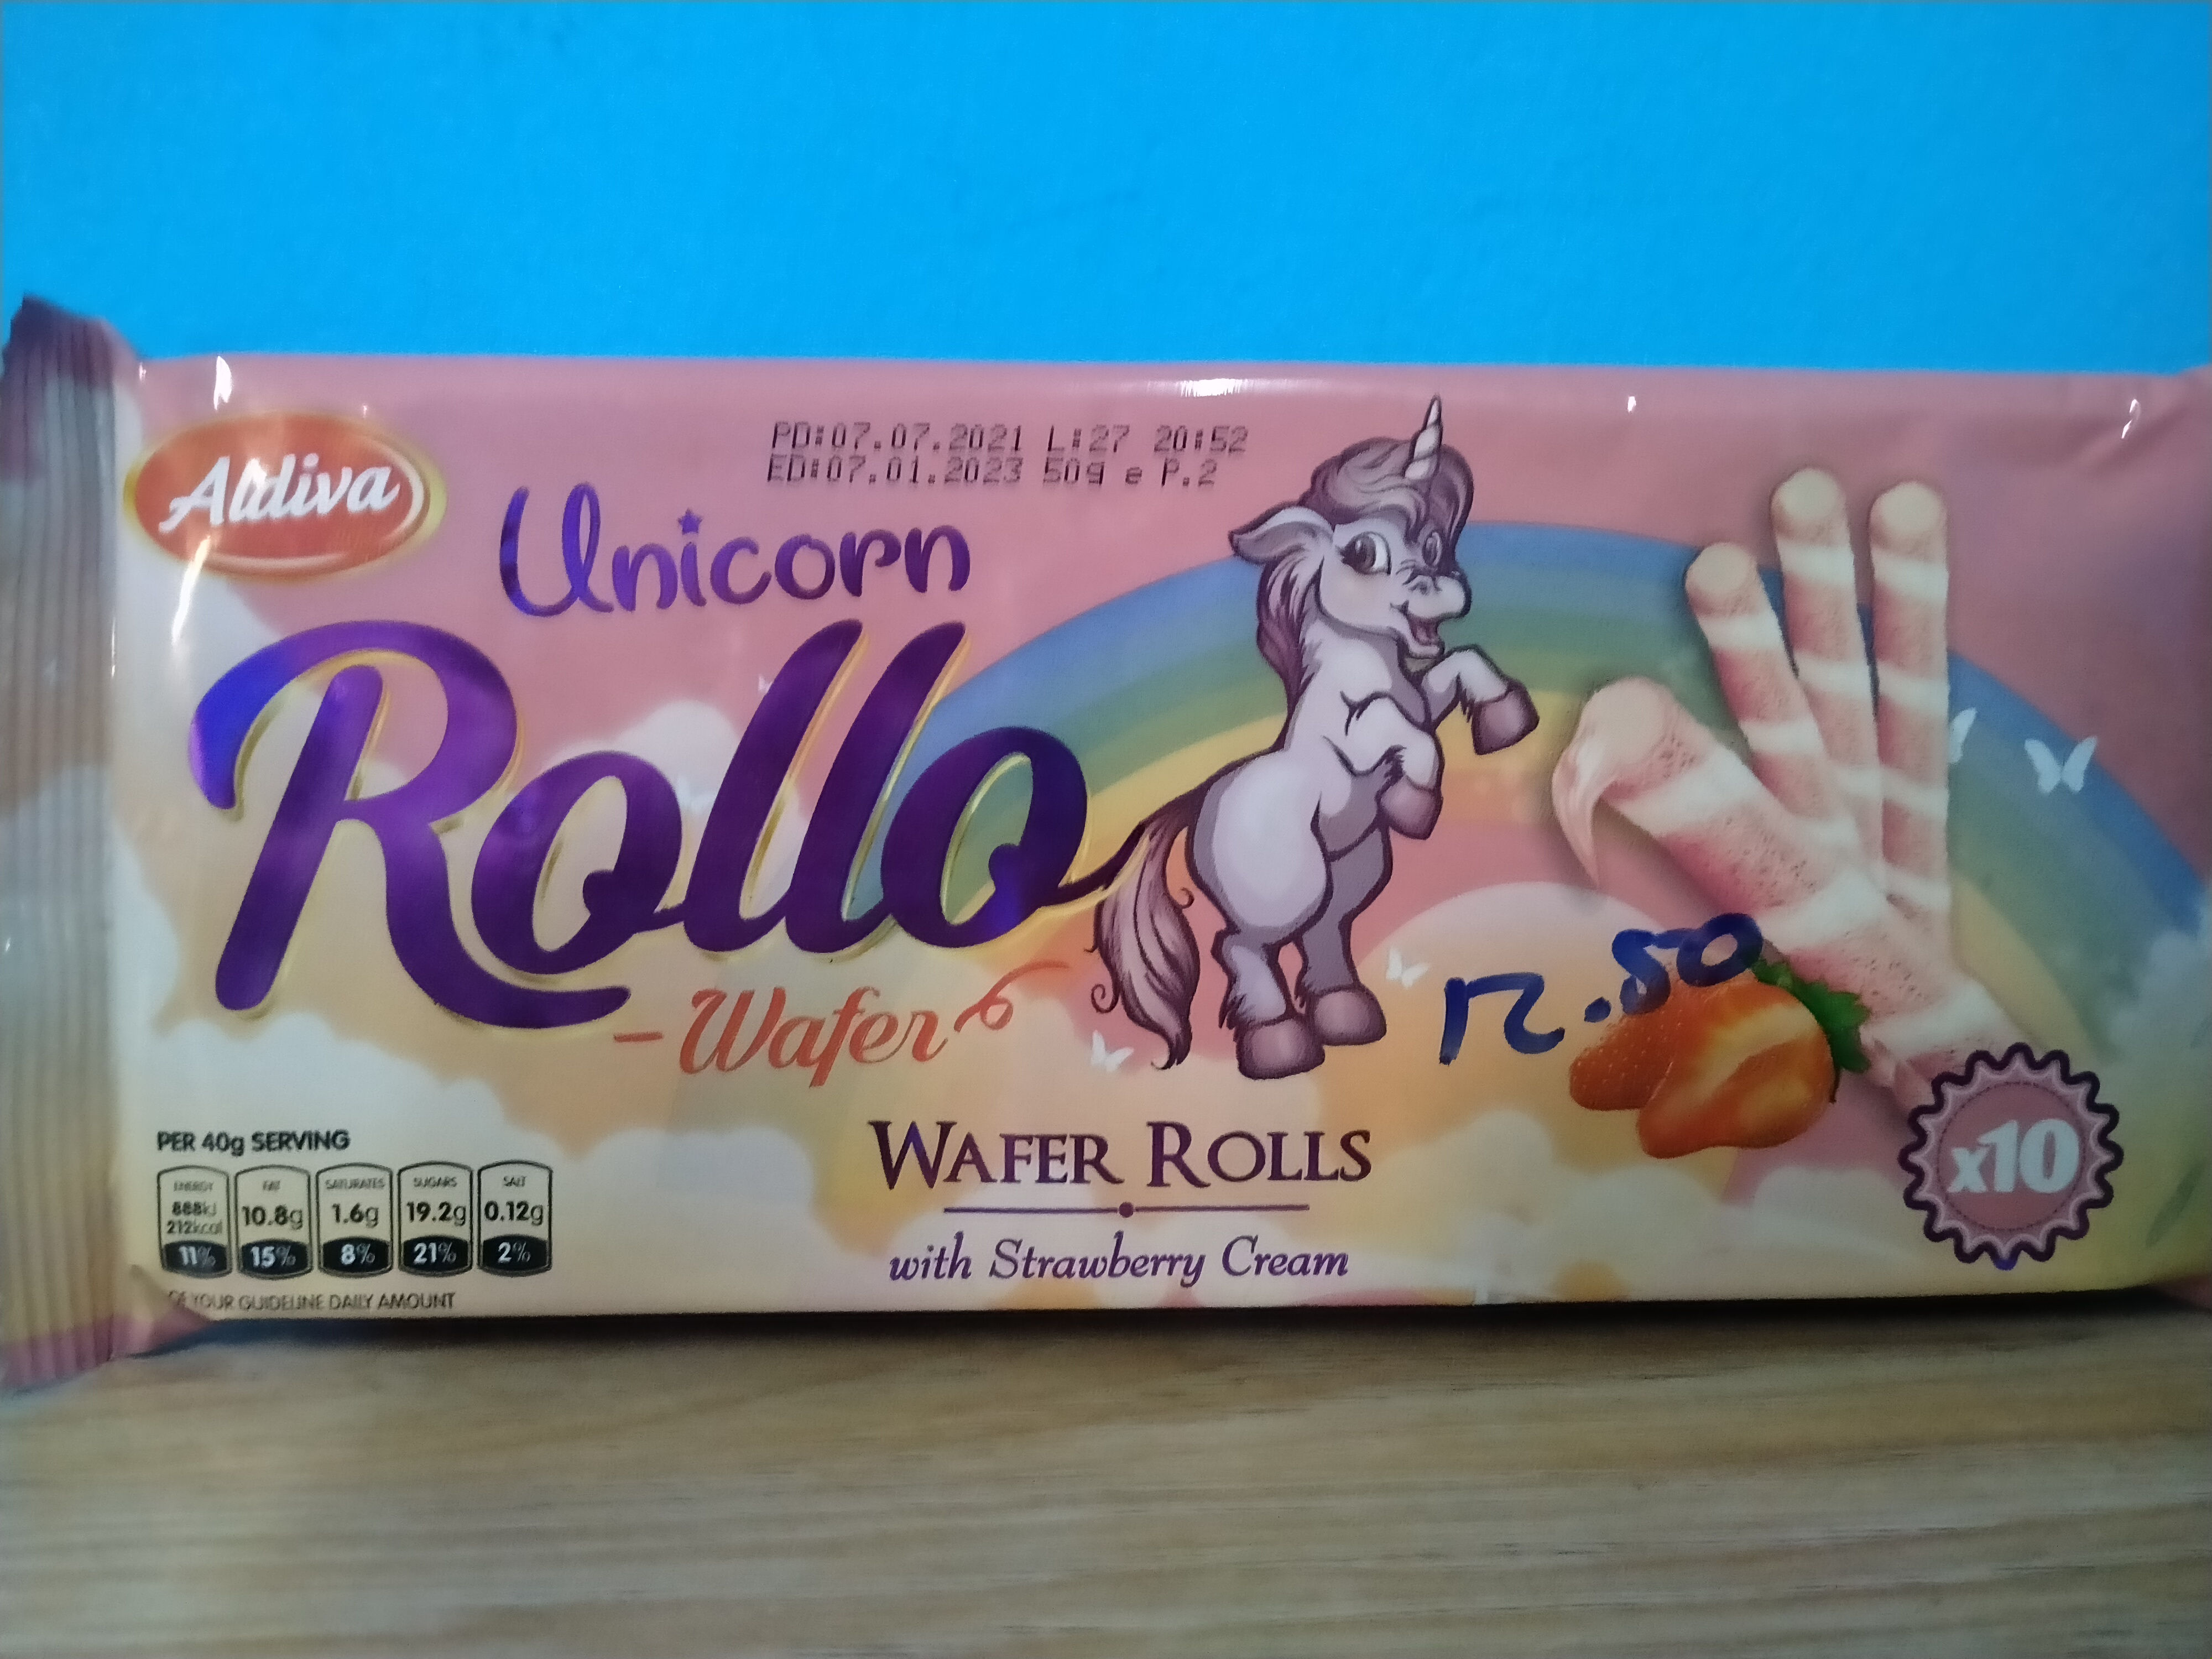 Aldiva
PD:07.07.2021 L:27 20:52
ED:07.01.2023 50g e P.2
Unicorn
Rollo
-Wafer
12.50
WAFER ROLLS
with Strawberry Cream
x10
PER 40g SERVING
ENERGY FAT SATURATES SUGARS SALT
888kJ 10.8g 1.6g 19.2g 0.12g
212kcal
11% 15% 8% 21% 2%
OF YOUR GUIDELINE DAILY AMOUNT